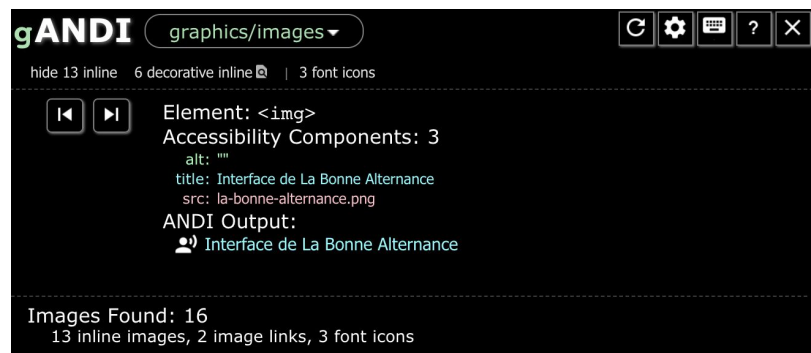 gANDI graphics/images ?
hide 13 inline 6 decorative inline | 3 font icons
Element: <img>
Accessibility Components: 3
alt: ""
title: Interface de La Bonne Alternance
src: la-bonne-alternance.png
ANDI Output:
Interface de La Bonne Alternance
Images Found: 16
13 inline images, 2 image links, 3 font icons